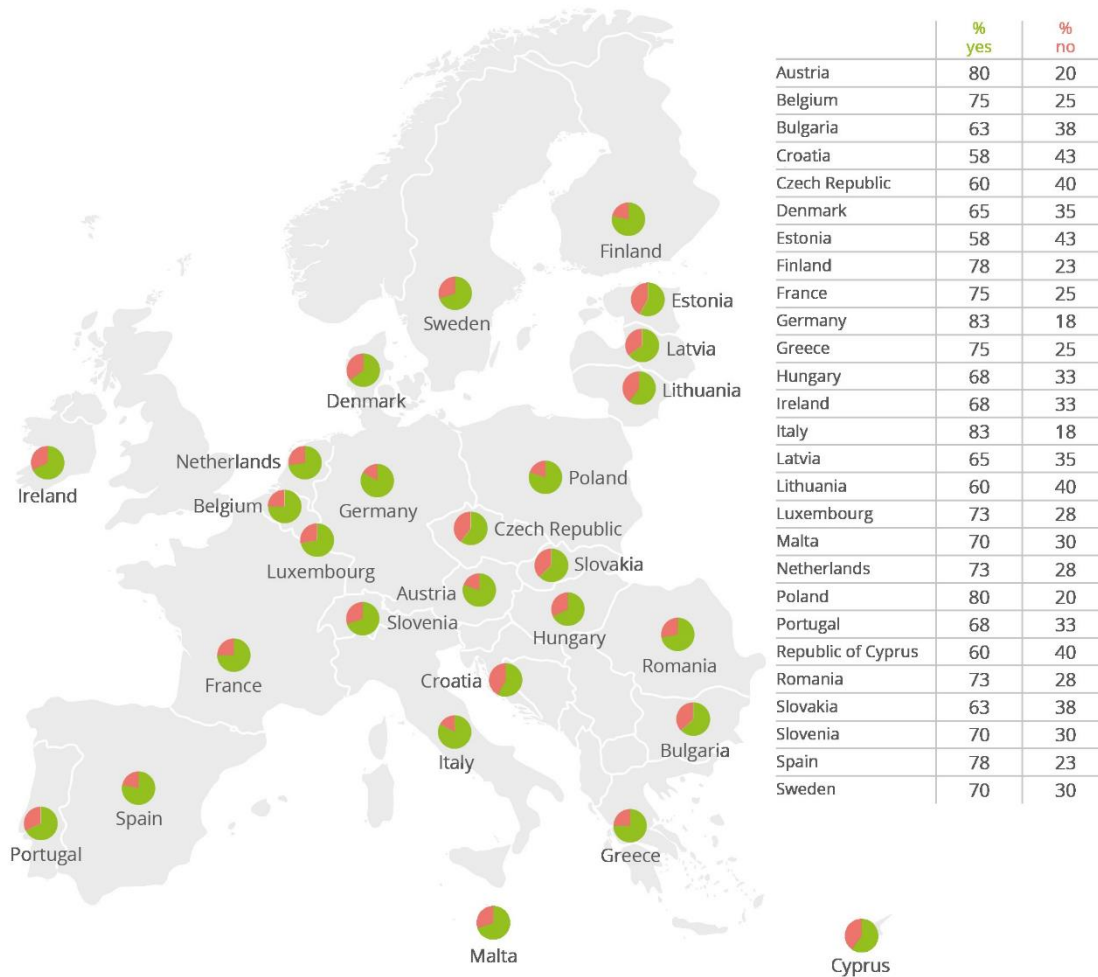 % %
yes no
Austria 80 20
Belgium 75 25
Bulgaria 63 38
Croatia 58 43
Czech Republic 60 40
Denmark 65 35
Estonia 58 43
Finland 78 23
France 75 25
Germany 83 18
Greece 75 25
Hungary 68 33
Ireland 68 33
Italy 83 18
Latvia 65 35
Lithuania 60 40
Luxembourg 73 28
Malta 70 30
Netherlands 73 28
Poland 80 20
Portugal 68 33
Republic of Cyprus 60 40
Romania 73 28
Slovakia 63 38
Slovenia 70 30
Spain 78 23
Sweden 70 30
Finland
Sweden
Estonia
Latvia
Denmark
Lithuania
Netherlands
Ireland
Belgium
Germany
Poland
Czech Republic
Luxembourg
Slovakia
Austria
Slovenia
Hungary
Romania
France
Croatia
Bulgaria
Italy
Spain
Portugal
Greece
Malta
Cyprus